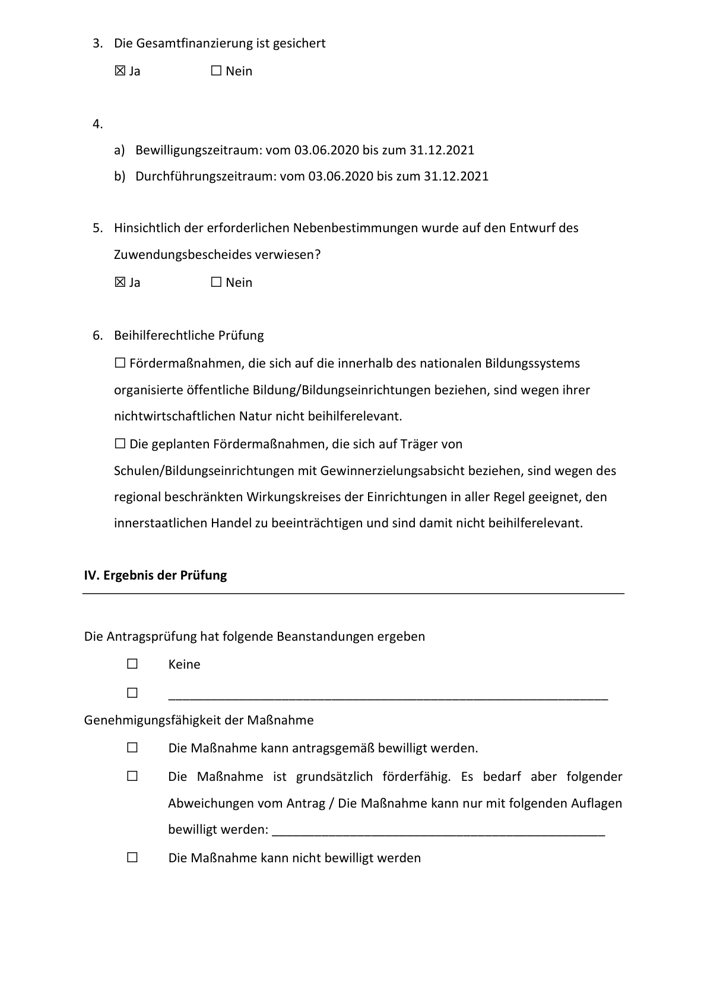 3. Die Gesamtfinanzierung ist gesichert
☒ Ja ☐ Nein
4.
a) Bewilligungszeitraum: vom 03.06.2020 bis zum 31.12.2021
b) Durchführungszeitraum: vom 03.06.2020 bis zum 31.12.2021
5. Hinsichtlich der erforderlichen Nebenbestimmungen wurde auf den Entwurf des
Zuwendungsbescheides verwiesen?
☒ Ja ☐ Nein
6. Beihilferechtliche Prüfung
☐ Fördermaßnahmen, die sich auf die innerhalb des nationalen Bildungssystems
organisierte öffentliche Bildung/Bildungseinrichtungen beziehen, sind wegen ihrer
nichtwirtschaftlichen Natur nicht beihilferelevant.
☐ Die geplanten Fördermaßnahmen, die sich auf Träger von
Schulen/Bildungseinrichtungen mit Gewinnerzielungsabsicht beziehen, sind wegen des
regional beschränkten Wirkungskreises der Einrichtungen in aller Regel geeignet, den
innerstaatlichen Handel zu beeinträchtigen und sind damit nicht beihilferelevant.
IV. Ergebnis der Prüfung
Die Antragsprüfung hat folgende Beanstandungen ergeben
☐ Keine
☐ ______________________________________________________________
Genehmigungsfähigkeit der Maßnahme
☐ Die Maßnahme kann antragsgemäß bewilligt werden.
☐ Die Maßnahme ist grundsätzlich förderfähig. Es bedarf aber folgender
Abweichungen vom Antrag / Die Maßnahme kann nur mit folgenden Auflagen
bewilligt werden: _______________________________________________
☐ Die Maßnahme kann nicht bewilligt werden